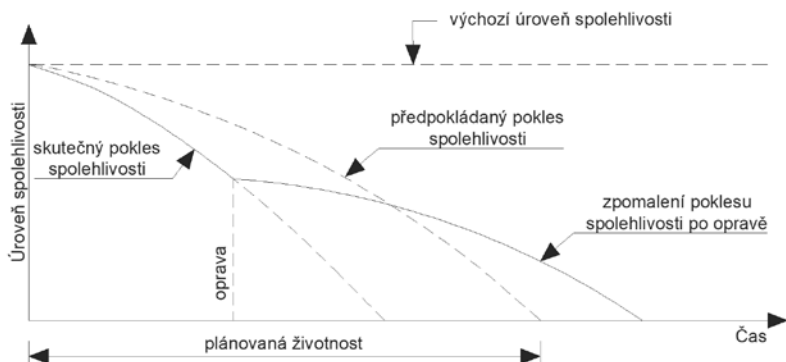 výchozí úroveň spolehlivosti
předpokládaný pokles
spolehlivosti
skutečný pokles
spolehlivosti
zpomalení poklesu
spolehlivosti po opravě
Úroveň spolehlivosti
oprava
Čas
plánovaná životnost